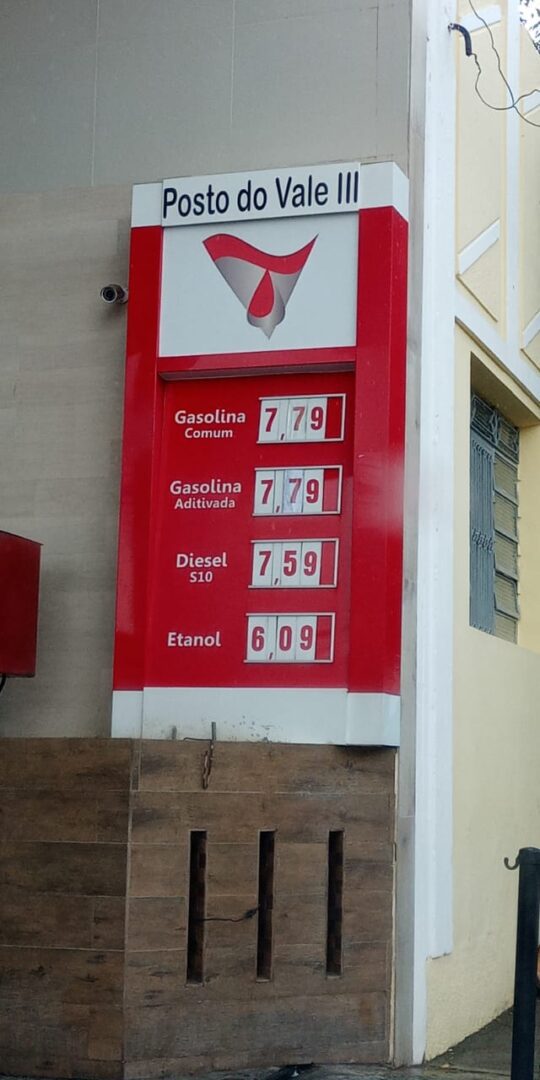 Posto do Vale III
Gasolina
Comum
7,79
Gasolina
Aditivada
7,79
Diesel
S10
7,59
Etanol
6,09